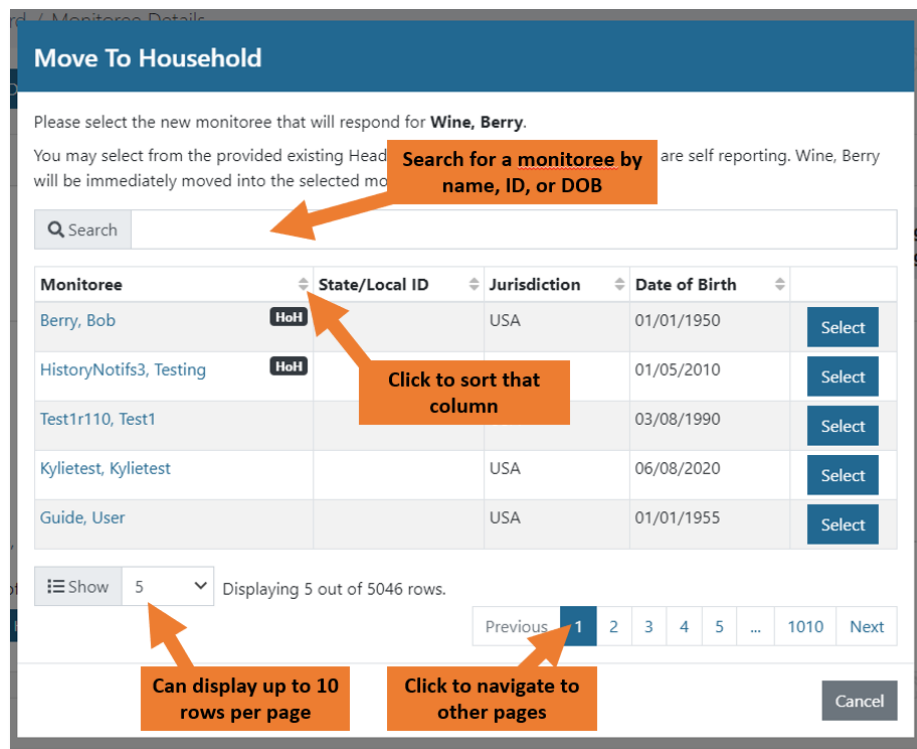 rd / Monitoree Details
Move To Household
Please select the new monitoree that will respond for Wine, Berry.
You may select from the provided existing Head
are self reporting. Wine, Berry
will be immediately moved into the selected mo
Search for a monitoree by
name, ID, or DOB
Search
Monitoree State/Local ID Jurisdiction Date of Birth
Berry, Bob HoH USA 01/01/1950 Select
HistoryNotifs3, Testing HoH 01/05/2010 Select
Click to sort that
column
Test1r110, Test1 03/08/1990 Select
Kylietest, Kylietest USA 06/08/2020 Select
Guide, User USA 01/01/1955 Select
Show 5 Displaying 5 out of 5046 rows.
Previous 1 2 3 4 5 ... 1010 Next
Can display up to 10
rows per page
Click to navigate to
other pages
Cancel